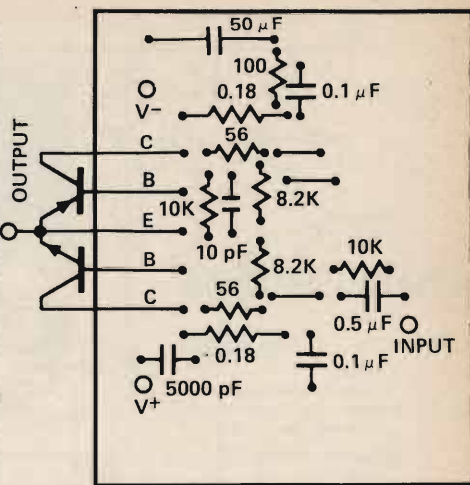 50 μF
100
0.1 μF
V-
0.18
OUTPUT
C
56
B
10K
8.2K
E
10 pF
B
8.2K
10K
C
56
0.5 μF
INPUT
0.18
0.1 μF
5000 pF
V+